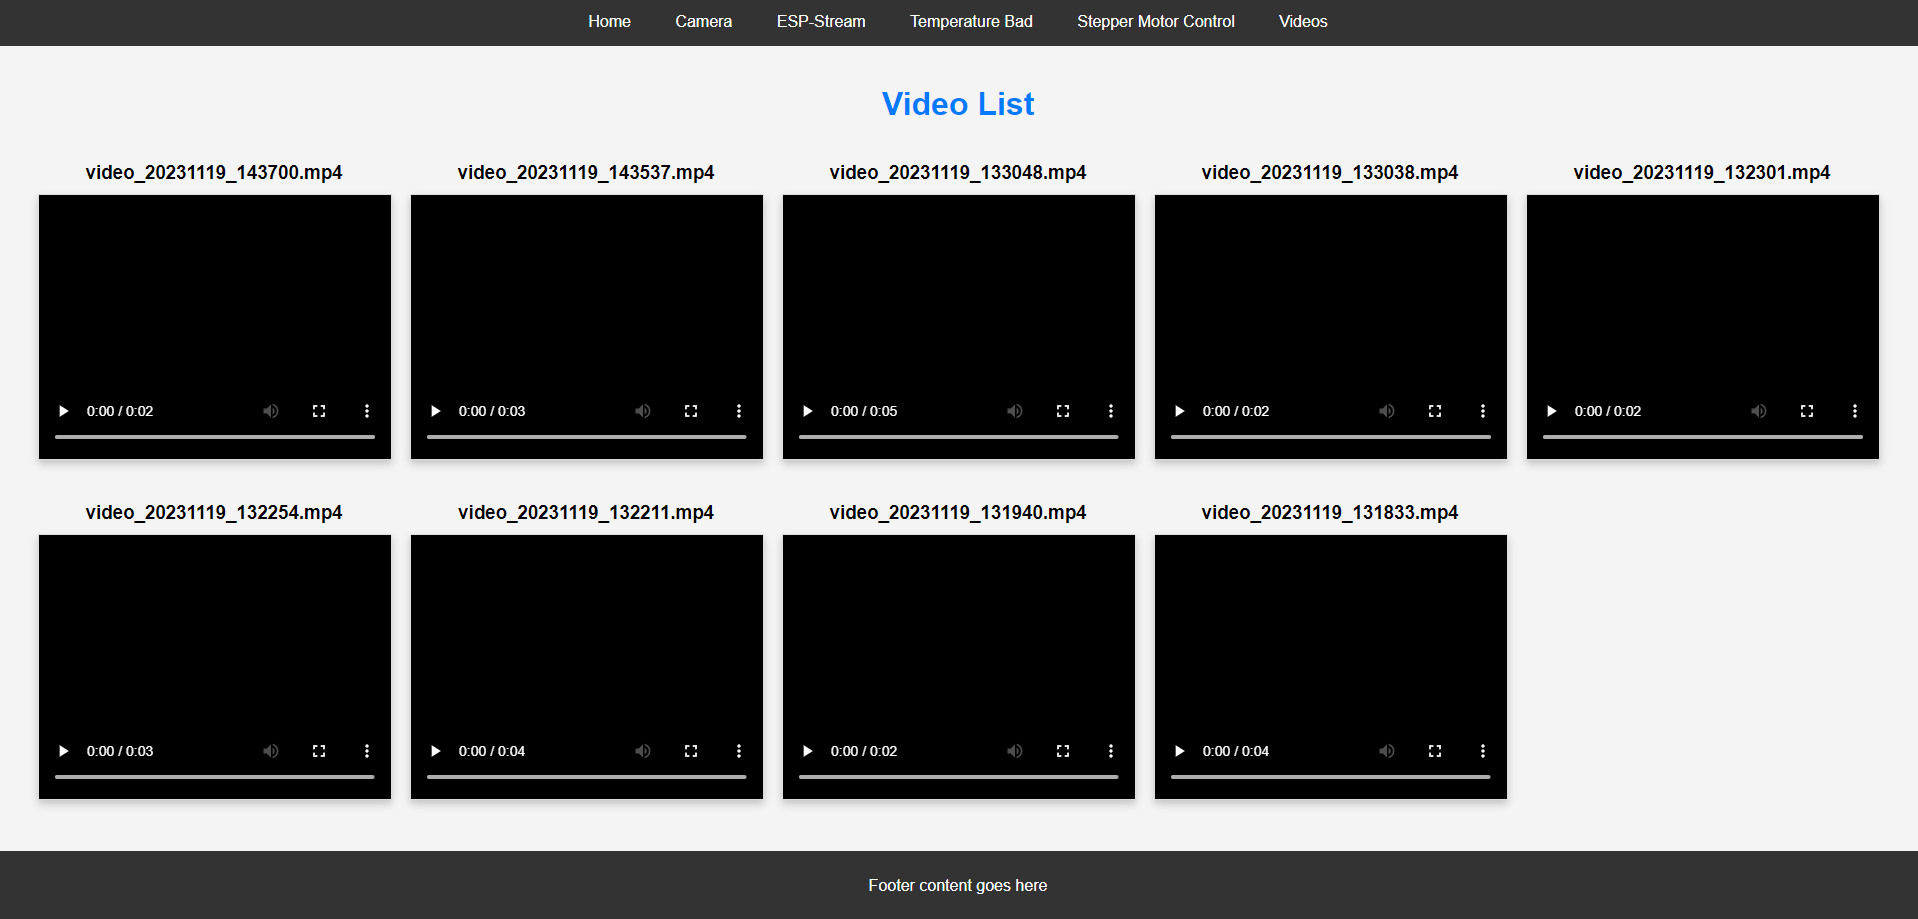 Home Camera ESP-Stream Temperature Bad Stepper Motor Control Videos
Video List
video_20231119_143700.mp4 video_20231119_143537.mp4 video_20231119_133048.mp4 video_20231119_133038.mp4 video_20231119_132301.mp4
0:00 / 0:02 0:00 / 0:03 0:00 / 0:05 0:00 / 0:02 0:00 / 0:02
video_20231119_132254.mp4 video_20231119_132211.mp4 video_20231119_131940.mp4 video_20231119_131833.mp4
0:00 / 0:03 0:00 / 0:04 0:00 / 0:02 0:00 / 0:04
Footer content goes here